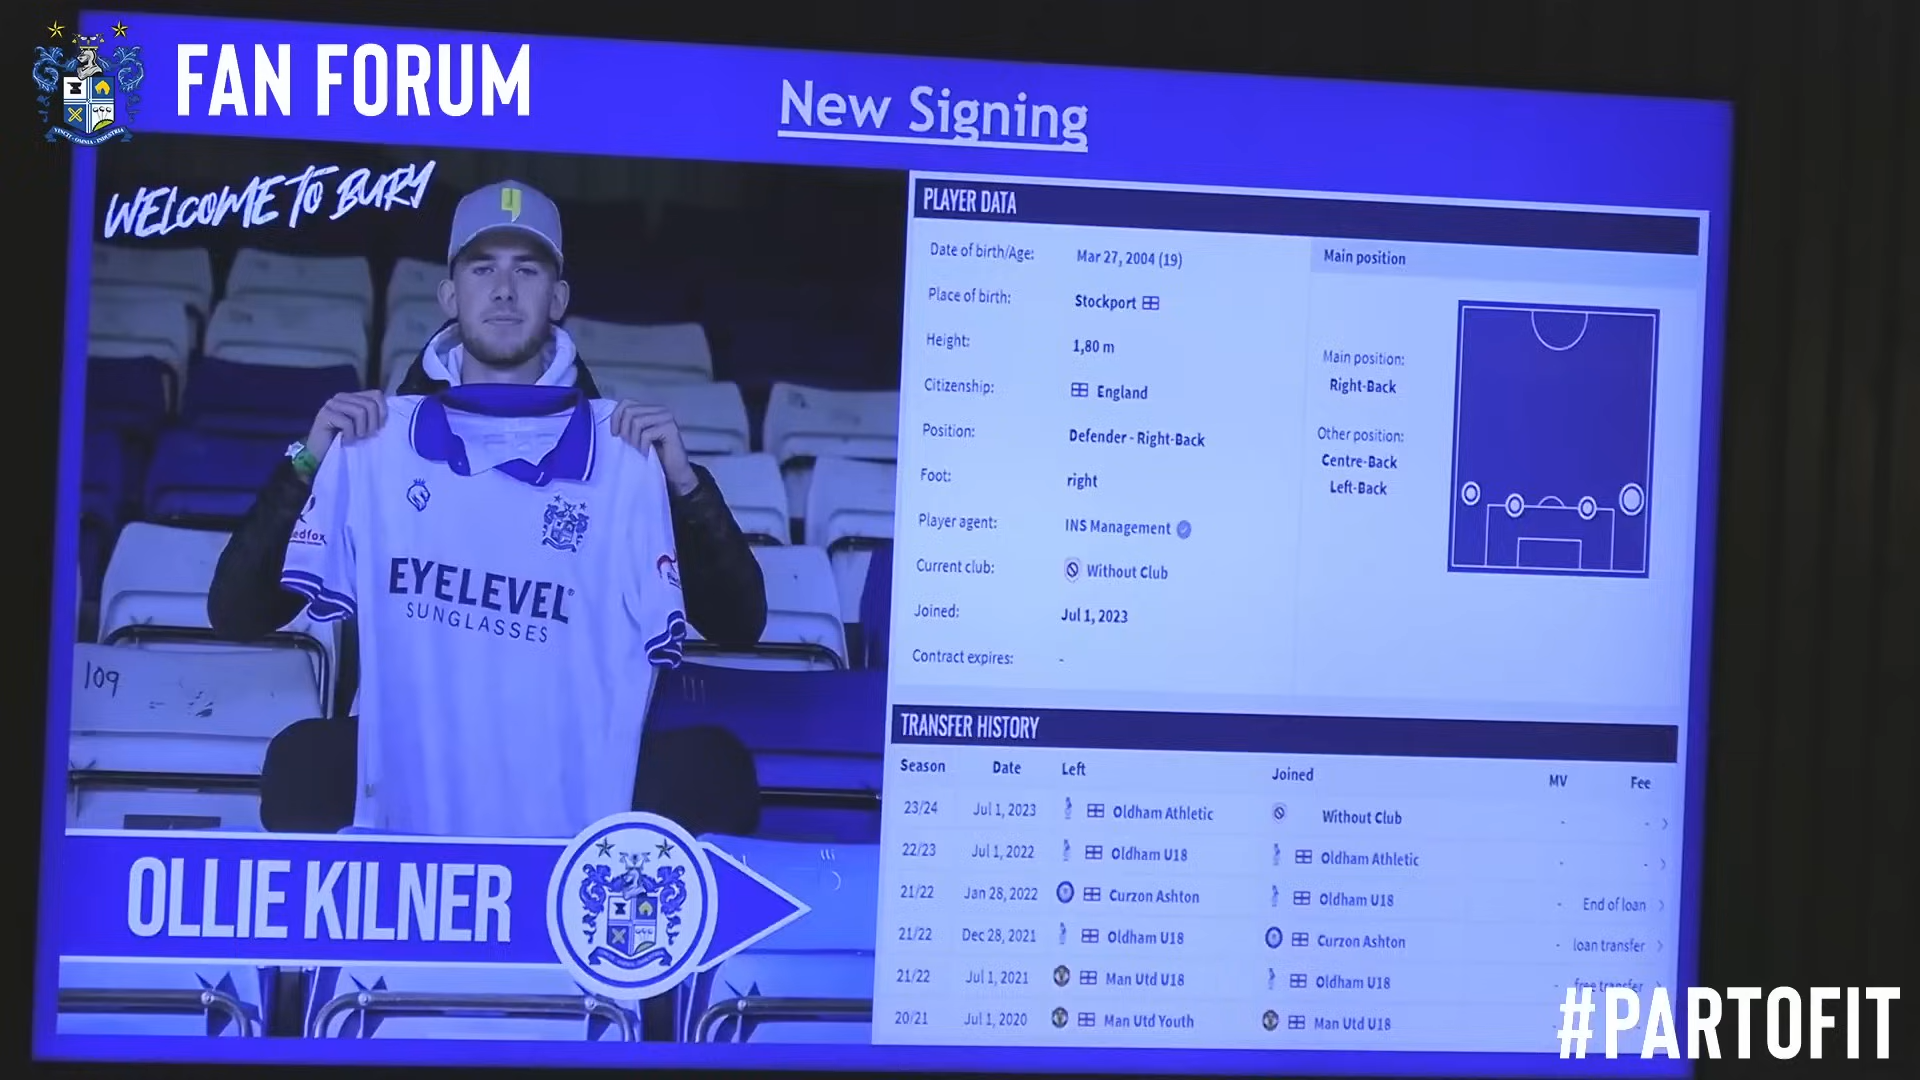 FAN FORUM
New Signing
WELCOME TO BURY
4
EYELEVEL
SUNGLASSES
109
OLLIE KILNER
PLAYER DATA
Date of birth/Age: Mar 27, 2004 (19)
Place of birth: Stockport
Height: 1,80 m
Citizenship: England
Position: Defender - Right-Back
Foot: right
Player agent: INS Management
Current club: Without Club
Joined: Jul 1, 2023
Contract expires: -
Main position
Main position:
Right-Back
Other position:
Centre-Back
Left-Back
TRANSFER HISTORY
Season Date Left Joined MV Fee
23/24 Jul 1, 2023 Oldham Athletic Without Club - -
22/23 Jul 1, 2022 Oldham U18 Oldham Athletic - -
21/22 Jan 28, 2022 Curzon Ashton Oldham U18 - End of loan
21/22 Dec 28, 2021 Oldham U18 Curzon Ashton - loan transfer
21/22 Jul 1, 2021 Man Utd U18 Oldham U18 - free transfer
20/21 Jul 1, 2020 Man Utd Youth Man Utd U18
#PARTOFIT
VINCIT OMNIA INDUSTRIA